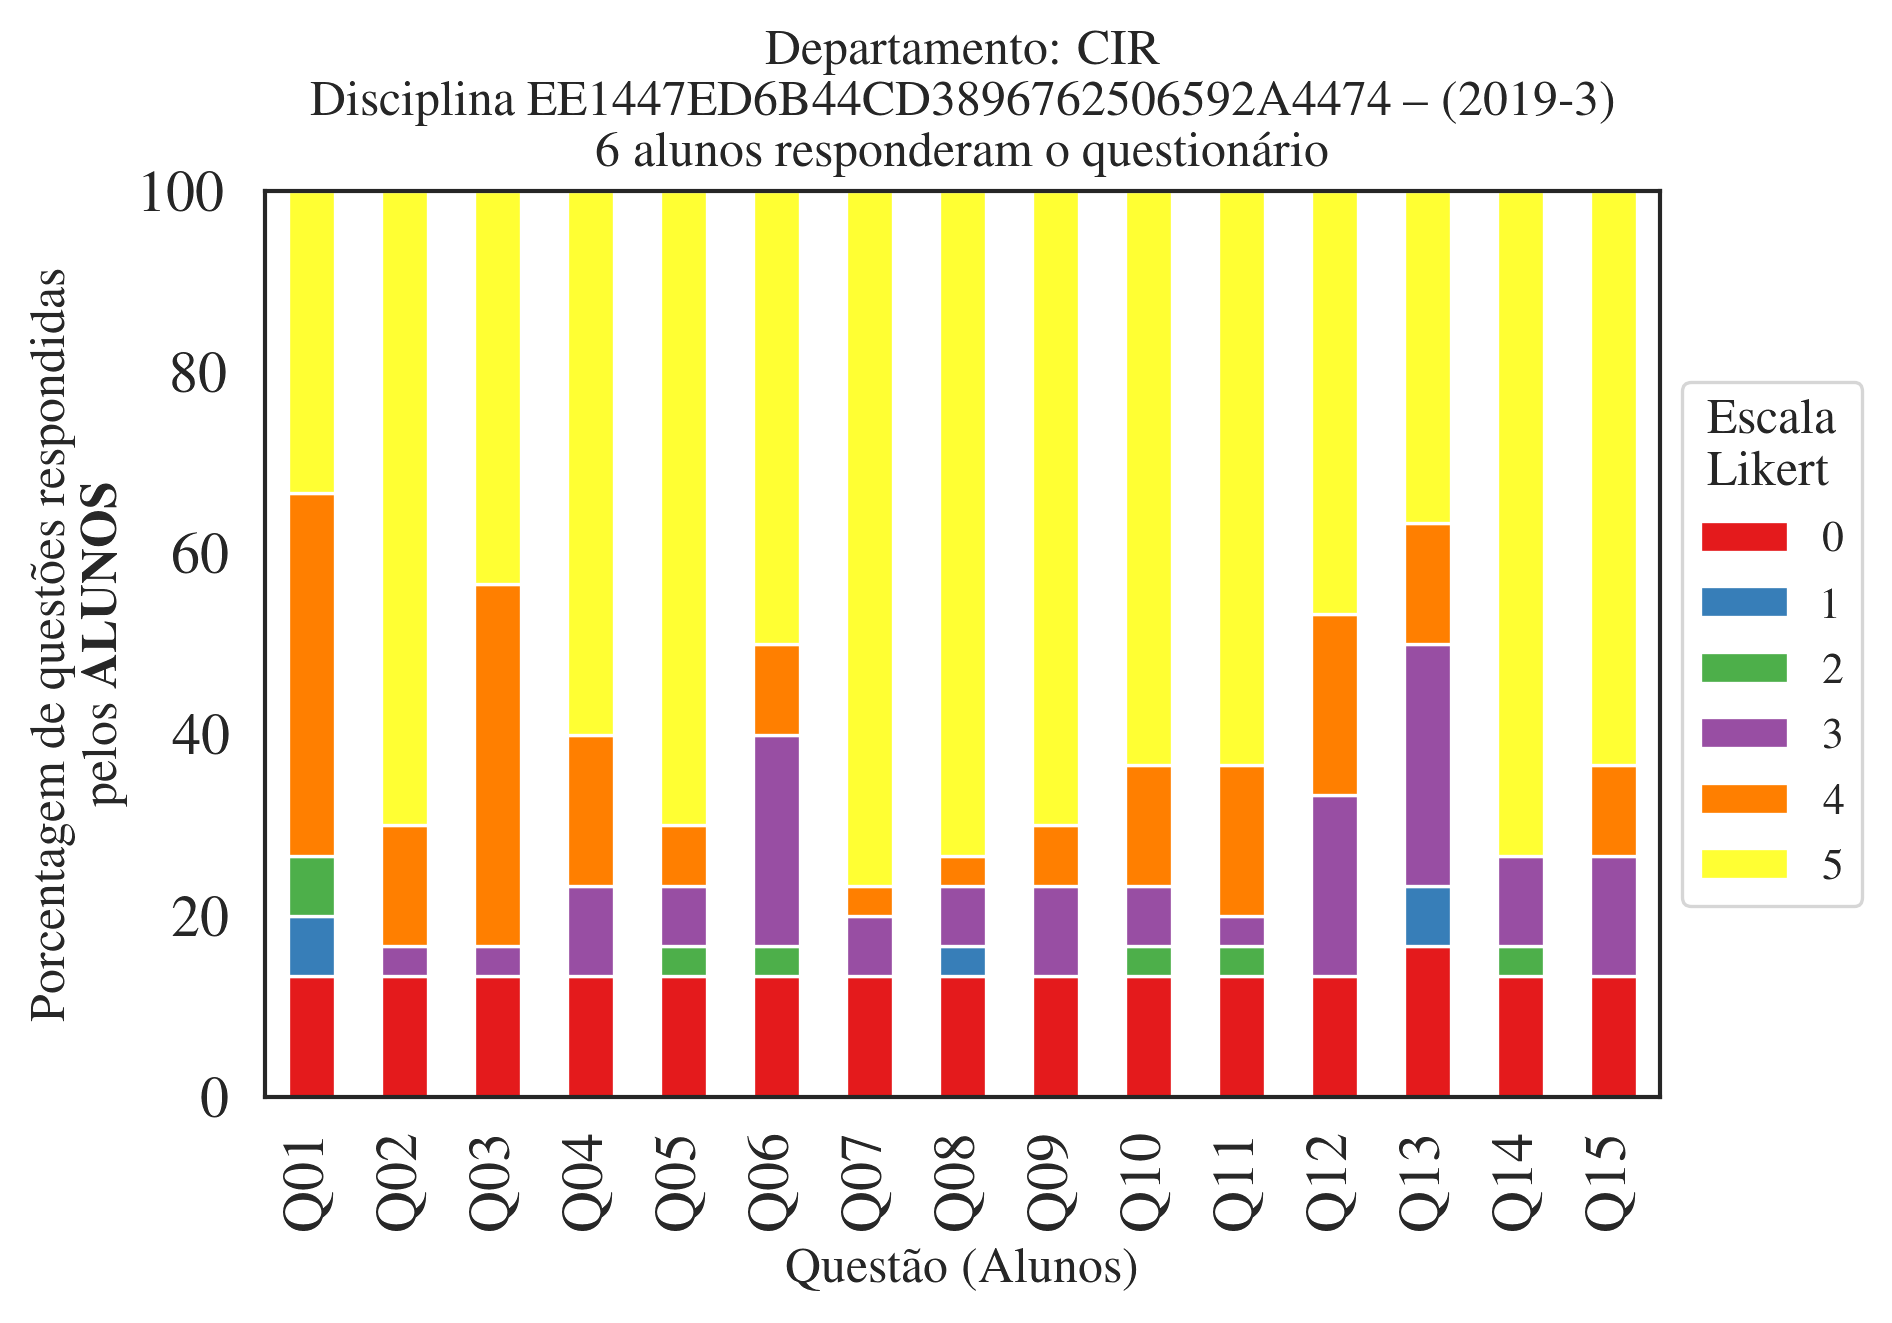 Departamento: CIR
Disciplina EE1447ED6B44CD3896762506592A4474 – (2019-3)
6 alunos responderam o questionário
Porcentagem de questões respondidas
pelos ALUNOS
100
80
60
40
20
0
Q01
Q02
Q03
Q04
Q05
Q06
Q07
Q08
Q09
Q10
Q11
Q12
Q13
Q14
Q15
Questão (Alunos)
Escala
Likert
0
1
2
3
4
5